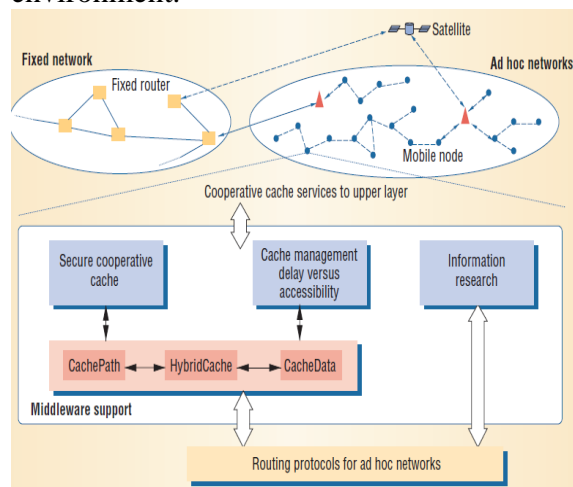 environment.
Satellite
Fixed network
Ad hoc networks
Fixed router
Mobile node
Cooperative cache services to upper layer
Secure cooperative
cache
Cache management
delay versus
accessibility
Information
research
CachePath
HybridCache
CacheData
Middleware support
Routing protocols for ad hoc networks